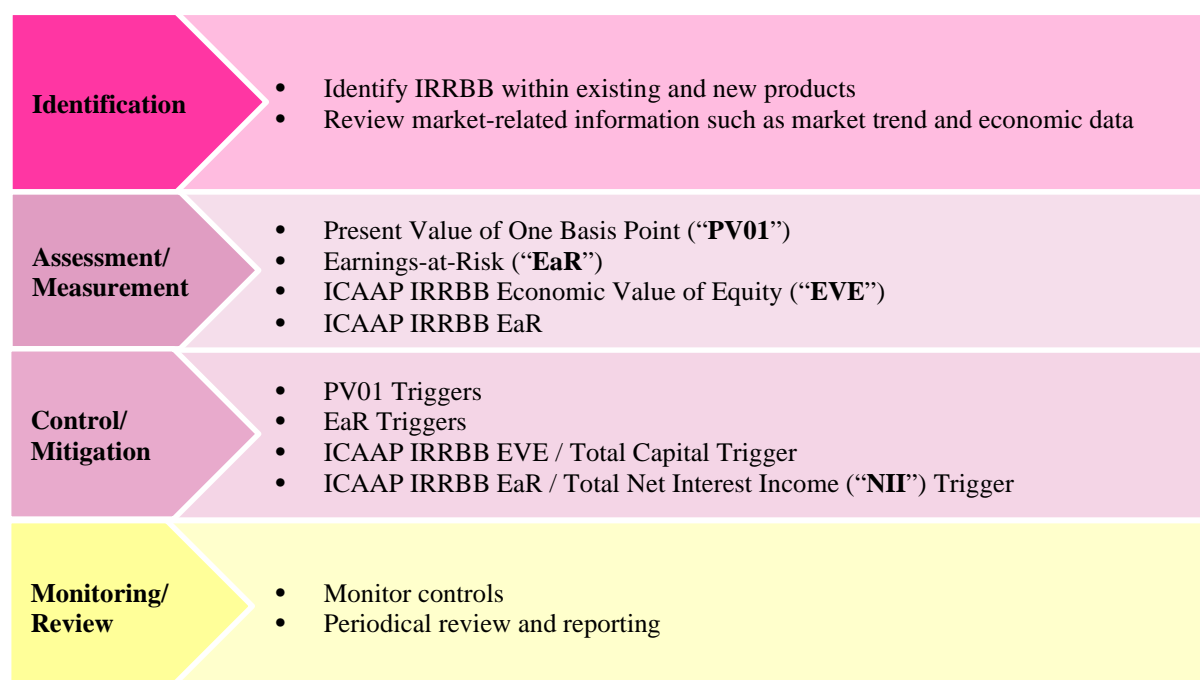 Identification
• Identify IRRBB within existing and new products
• Review market-related information such as market trend and economic data
Assessment/
Measurement
• Present Value of One Basis Point (“PV01”)
• Earnings-at-Risk (“EaR”)
• ICAAP IRRBB Economic Value of Equity (“EVE”)
• ICAAP IRRBB EaR
Control/
Mitigation
• PV01 Triggers
• EaR Triggers
• ICAAP IRRBB EVE / Total Capital Trigger
• ICAAP IRRBB EaR / Total Net Interest Income (“NII”) Trigger
Monitoring/
Review
• Monitor controls
• Periodical review and reporting